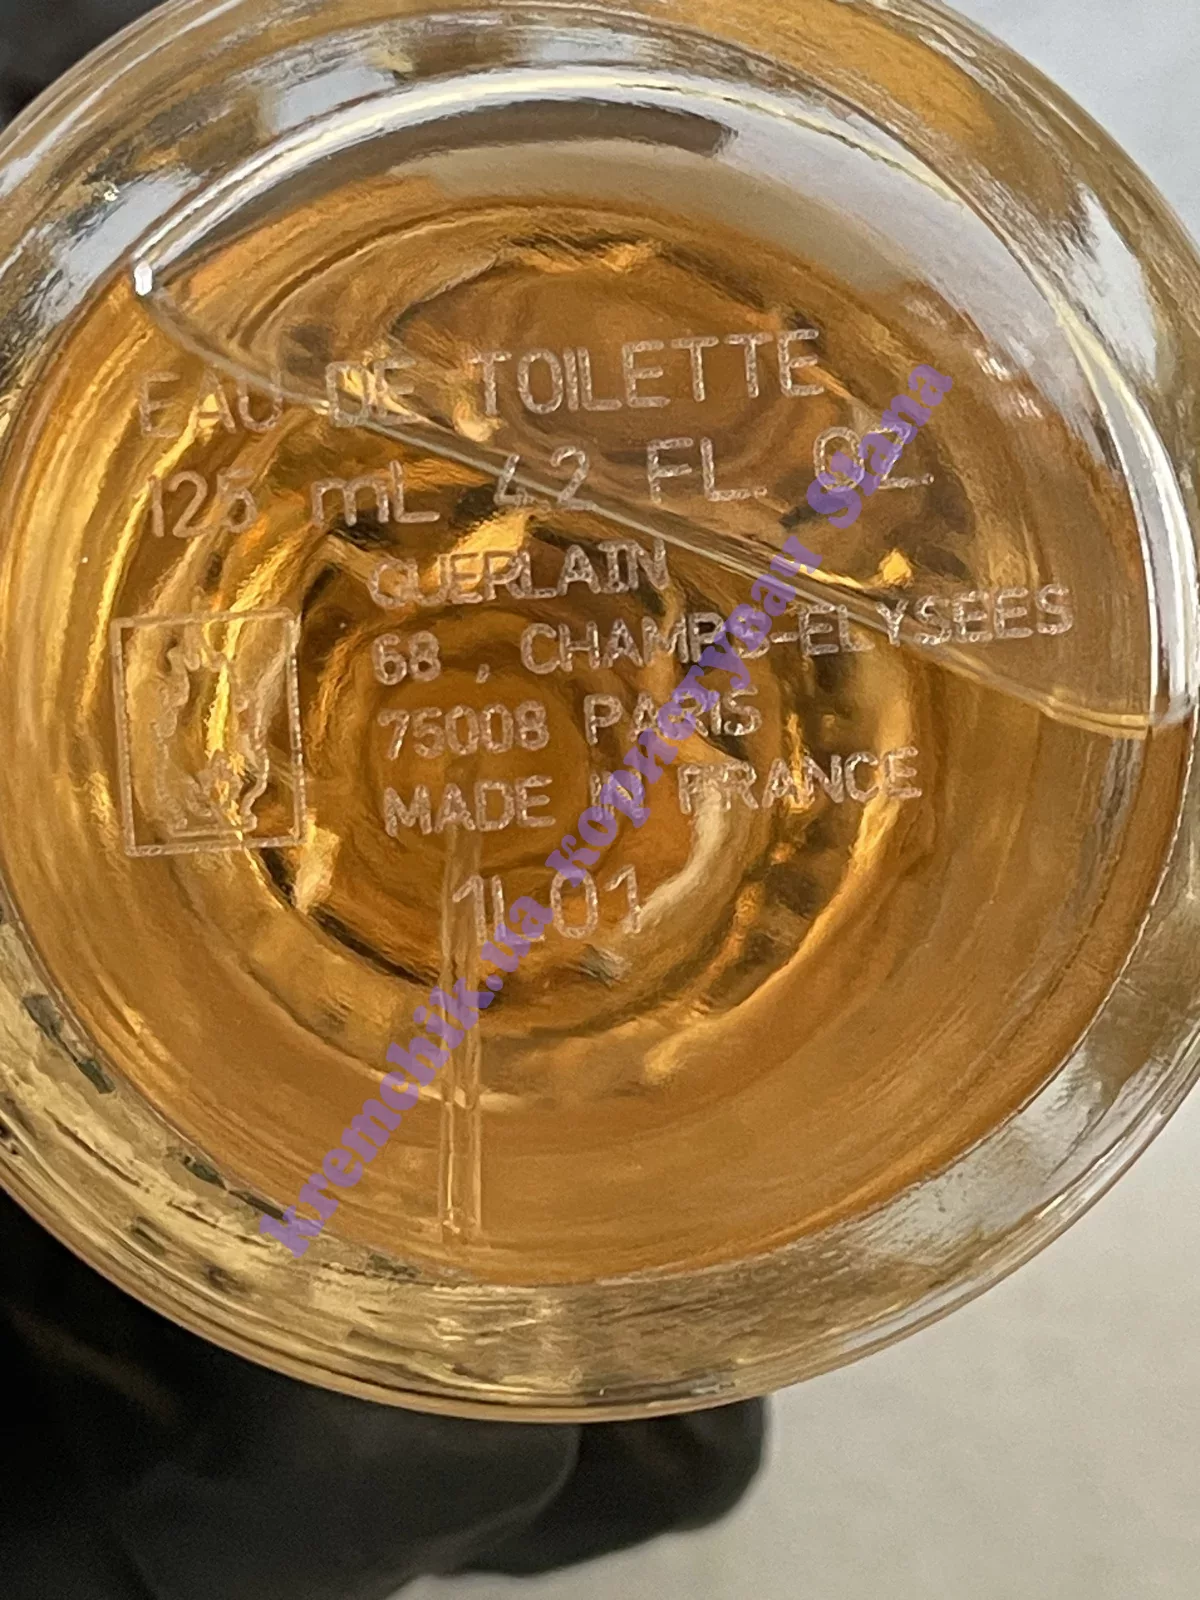 EAU DE TOILETTE
125 mL 4.2 FL. OZ.
GUERLAIN
68, CHAMPS-ELYSEES
75008 PARIS
MADE IN FRANCE
1L01
kremchik.ua користувач Slana